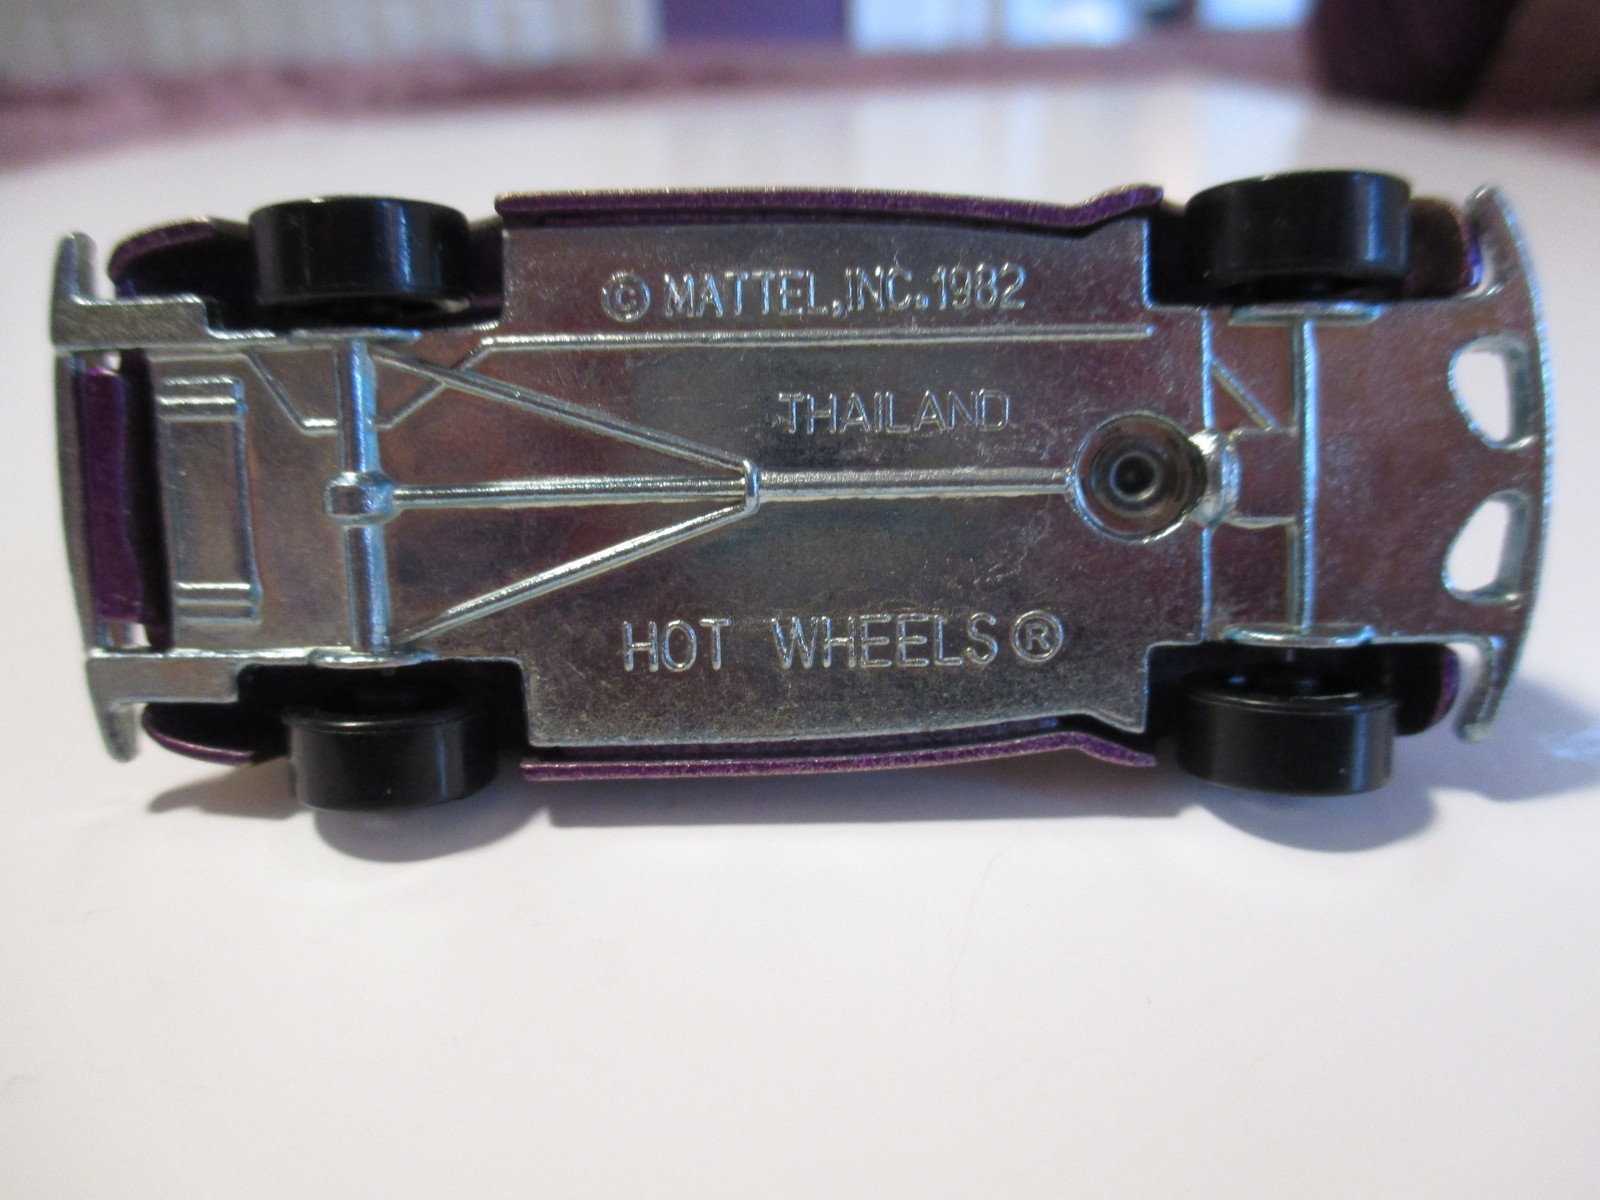 © MATTEL, INC. 1982
THAILAND
HOT WHEELS ®